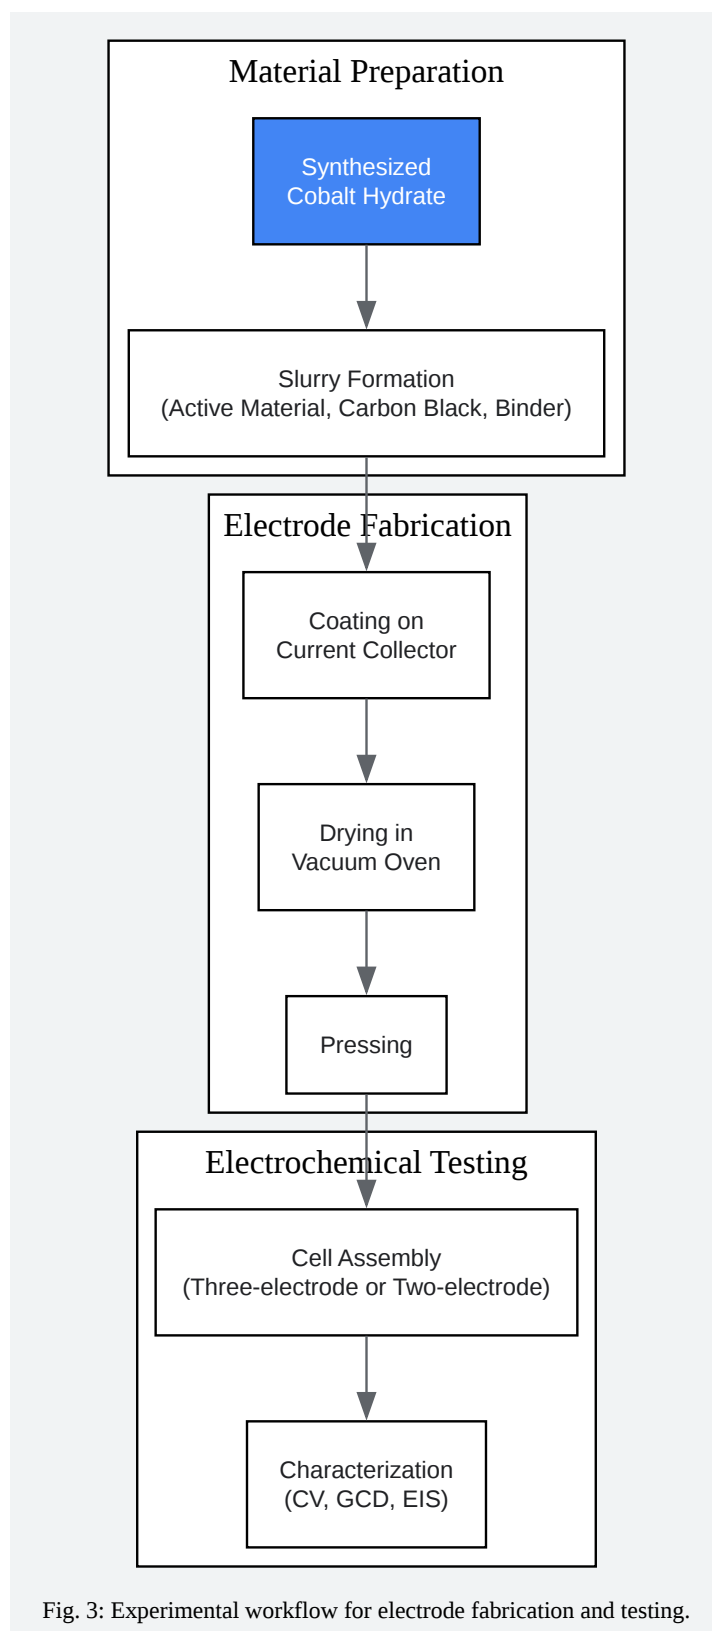 Material Preparation
Synthesized
Cobalt Hydrate
Slurry Formation
(Active Material, Carbon Black, Binder)
Electrode Fabrication
Coating on
Current Collector
Drying in
Vacuum Oven
Pressing
Electrochemical Testing
Cell Assembly
(Three-electrode or Two-electrode)
Characterization
(CV, GCD, EIS)
Fig. 3: Experimental workflow for electrode fabrication and testing.